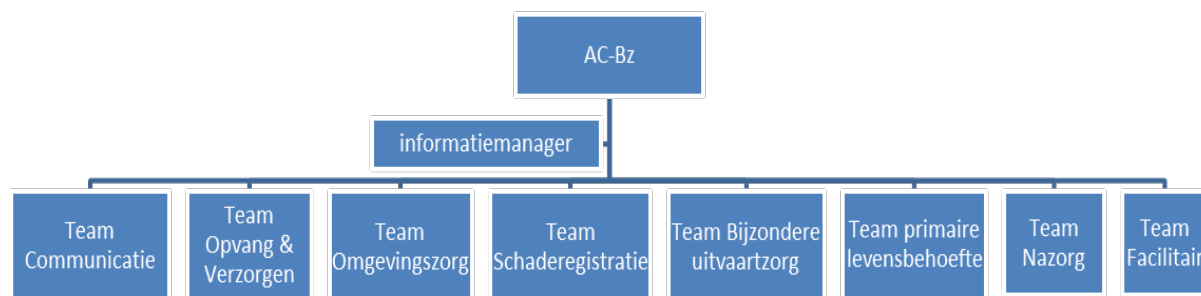 AC-Bz
informatiemanager
Team
Communicatie
Team
Opvang &
Verzorgen
Team
Omgevingszorg
Team
Schaderegistratie
Team Bijzondere
uitvaartzorg
Team primaire
levensbehoefte
Team
Nazorg
Team
Facilitair